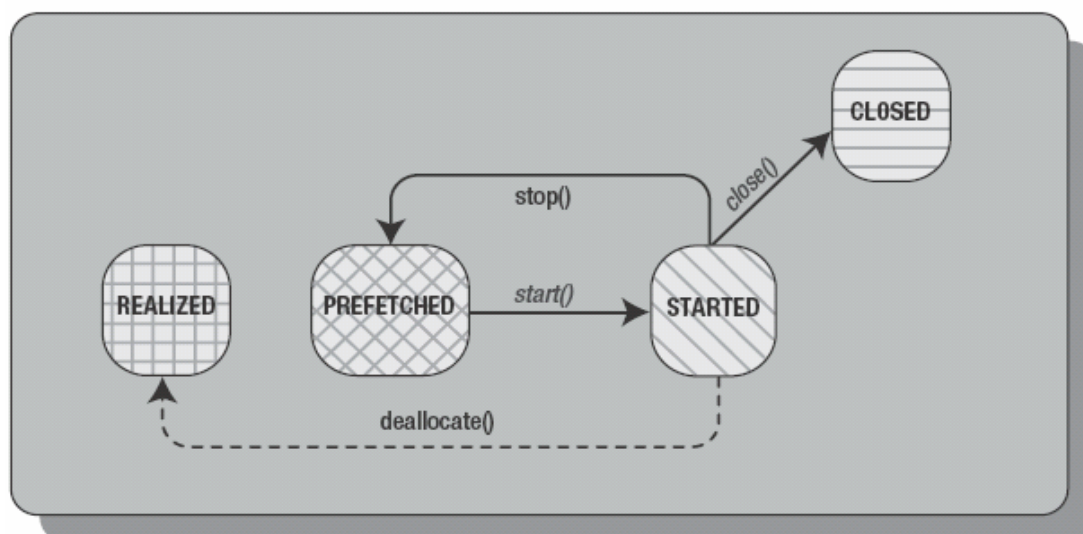 CLOSED
close()
stop()
REALIZED
PREFETCHED
start()
STARTED
deallocate()